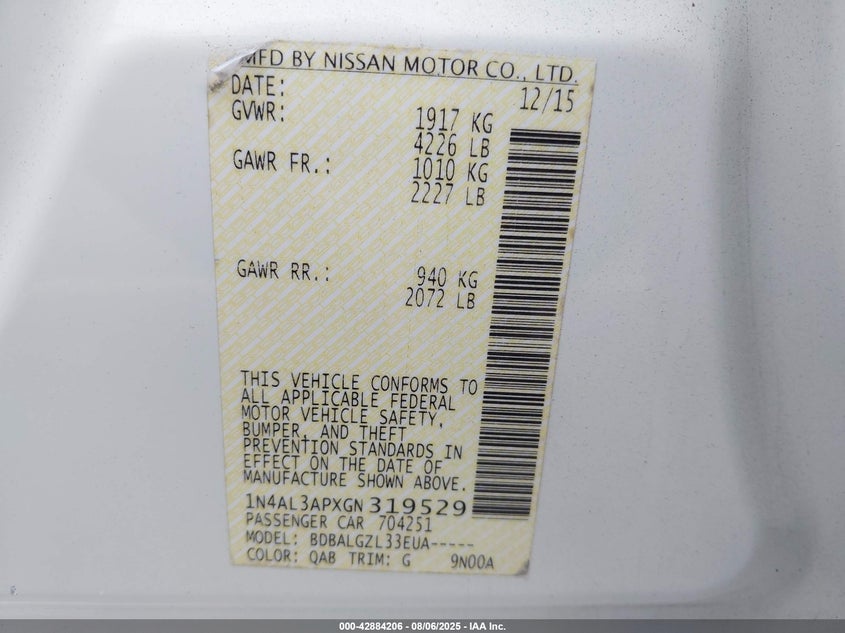 MFD BY NISSAN MOTOR CO., LTD.
DATE: 12/15
GVWR: 1917 KG
4226 LB
GAWR FR.: 1010 KG
2227 LB
GAWR RR.: 940 KG
2072 LB
THIS VEHICLE CONFORMS TO
ALL APPLICABLE FEDERAL
MOTOR VEHICLE SAFETY,
BUMPER, AND THEFT
PREVENTION STANDARDS IN
EFFECT ON THE DATE OF
MANUFACTURE SHOWN ABOVE.
1N4AL3APXGN319529
PASSENGER CAR 704251
MODEL: BDBALGZL33EUA-----
COLOR: QAB TRIM: G 9N00A
000-42884206 - 08/06/2025 - IAA Inc.